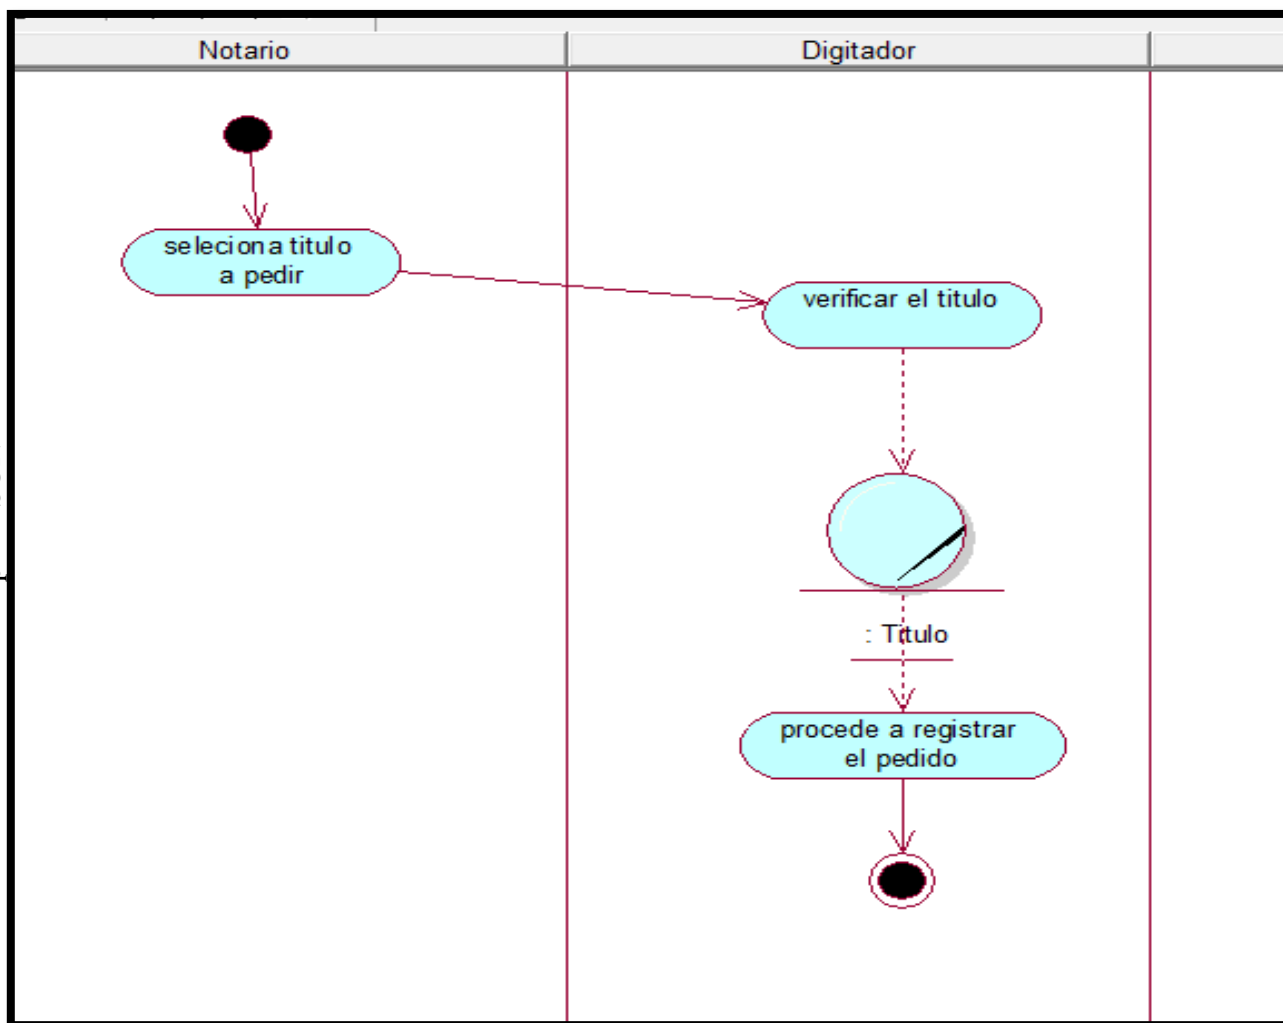 Notario
Digitador
seleciona titulo
a pedir
verificar el titulo
: Titulo
procede a registrar
el pedido